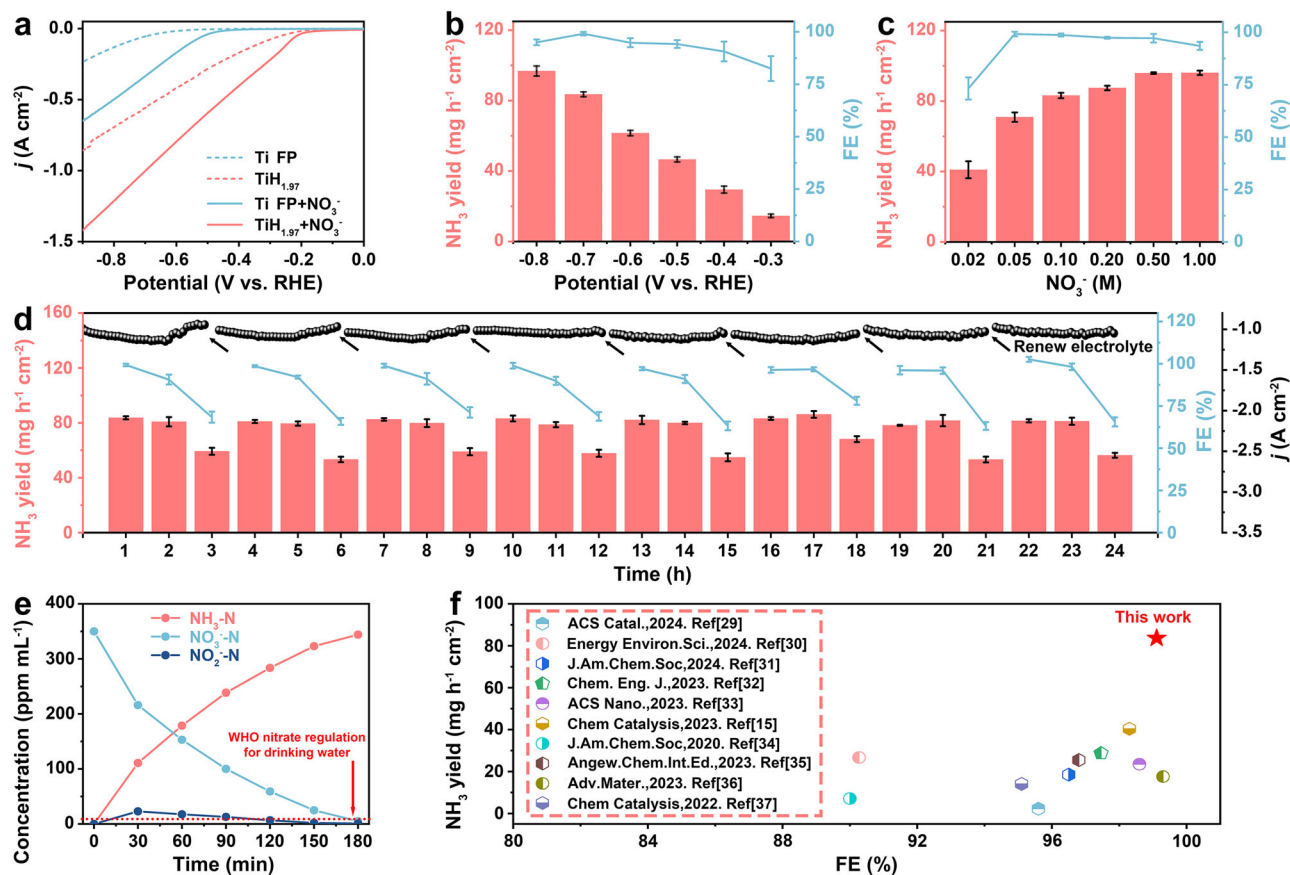 a
0.0
-0.5
-1.0
-1.5
j (A cm⁻²)
Ti FP
TiH₁.₉₇
Ti FP+NO₃⁻
TiH₁.₉₇+NO₃⁻
-0.8 -0.6 -0.4 -0.2 0.0
Potential (V vs. RHE)
b
120
80
40
0
NH₃ yield (mg h⁻¹ cm⁻²)
100
75
50
25
0
FE (%)
-0.8 -0.7 -0.6 -0.5 -0.4 -0.3
Potential (V vs. RHE)
c
120
80
40
0
NH₃ yield (mg h⁻¹ cm⁻²)
100
75
50
25
0
FE (%)
0.02 0.05 0.10 0.20 0.50 1.00
NO₃⁻ (M)
d
160
120
80
40
0
NH₃ yield (mg h⁻¹ cm⁻²)
Renew electrolyte
120
100
75
50
25
0
FE (%)
-1.0
-1.5
-2.0
-2.5
-3.0
-3.5
j (A cm⁻²)
1 2 3 4 5 6 7 8 9 10 11 12 13 14 15 16 17 18 19 20 21 22 23 24
Time (h)
e
400
300
200
100
0
Concentration (ppm mL⁻¹)
NH₃-N
NO₃⁻-N
NO₂⁻-N
WHO nitrate regulation
for drinking water
0 30 60 90 120 150 180
Time (min)
f
100
80
60
40
20
0
NH₃ yield (mg h⁻¹ cm⁻²)
ACS Catal.,2024. Ref[29]
Energy Environ.Sci.,2024. Ref[30]
J.Am.Chem.Soc,2024. Ref[31]
Chem. Eng. J.,2023. Ref[32]
ACS Nano.,2023. Ref[33]
Chem Catalysis,2023. Ref[15]
J.Am.Chem.Soc,2020. Ref[34]
Angew.Chem.Int.Ed.,2023. Ref[35]
Adv.Mater.,2023. Ref[36]
Chem Catalysis,2022. Ref[37]
This work
80 84 88 92 96 100
FE (%)